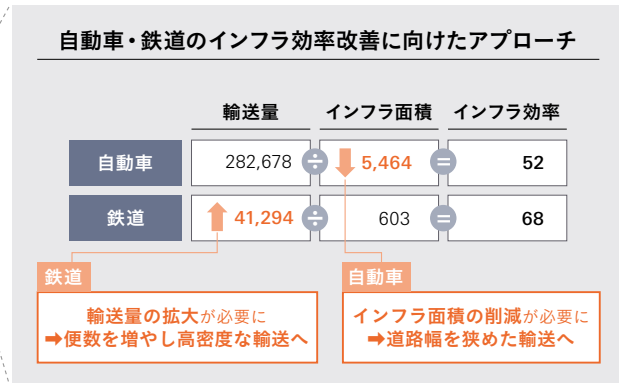 自動車・鉄道のインフラ効率改善に向けたアプローチ
輸送量 インフラ面積 インフラ効率
自動車 282,678 ÷ 5,464 = 52
鉄道 41,294 ÷ 603 = 68
鉄道
輸送量の拡大が必要に
➡便数を増やし高密度な輸送へ
自動車
インフラ面積の削減が必要に
➡道路幅を狭めた輸送へ